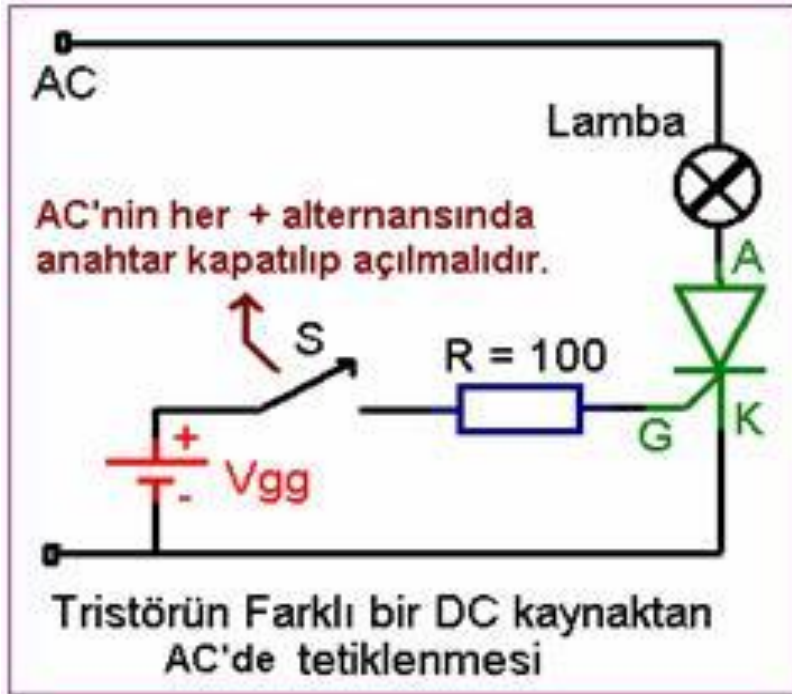 AC
Lamba
AC'nin her + alternansında
anahtar kapatılıp açılmalıdır.
A
S
R = 100
G
K
+
Vgg
-
Tristörün Farklı bir DC kaynaktan
AC'de tetiklenmesi